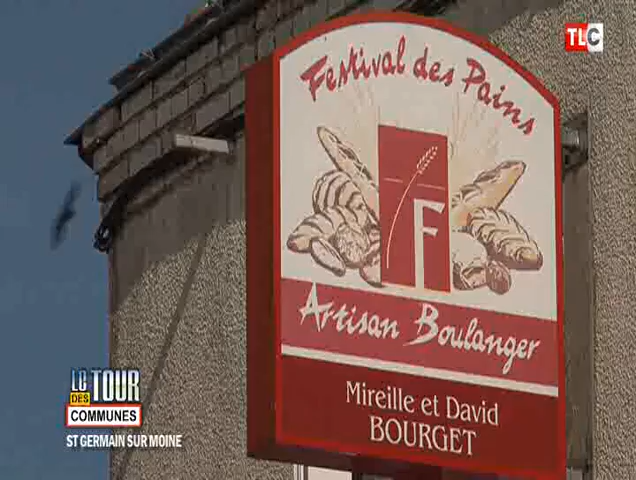 TLC
Festival des Pains
F
Artisan Boulanger
Mireille et David
BOURGET
LE TOUR
DES
COMMUNES
ST GERMAIN SUR MOINE